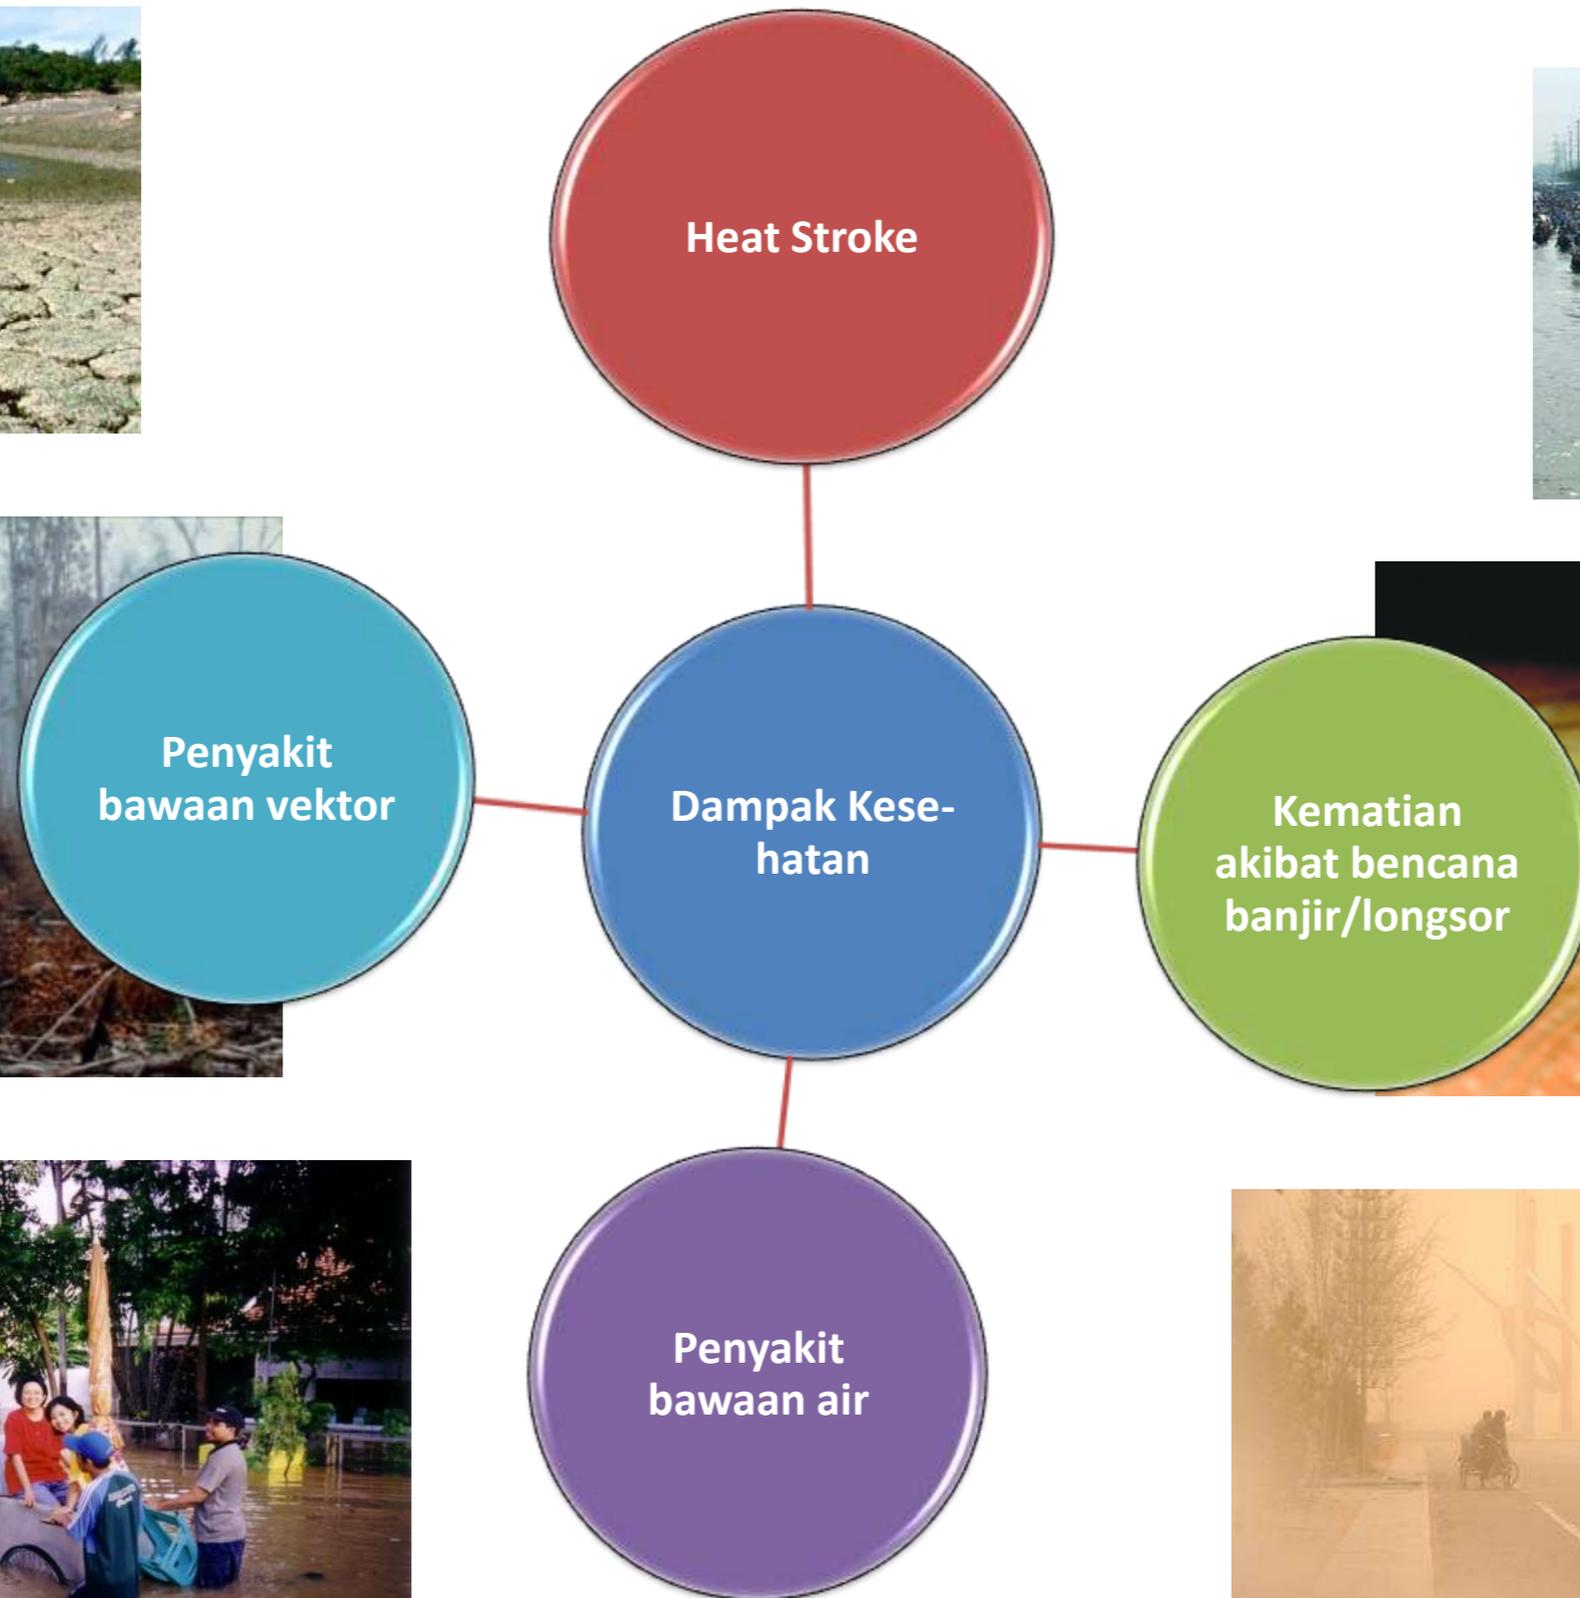 Heat Stroke
Penyakit
bawaan vektor
Dampak Kese-
hatan
Kematian
akibat bencana
banjir/longsor
Penyakit
bawaan air